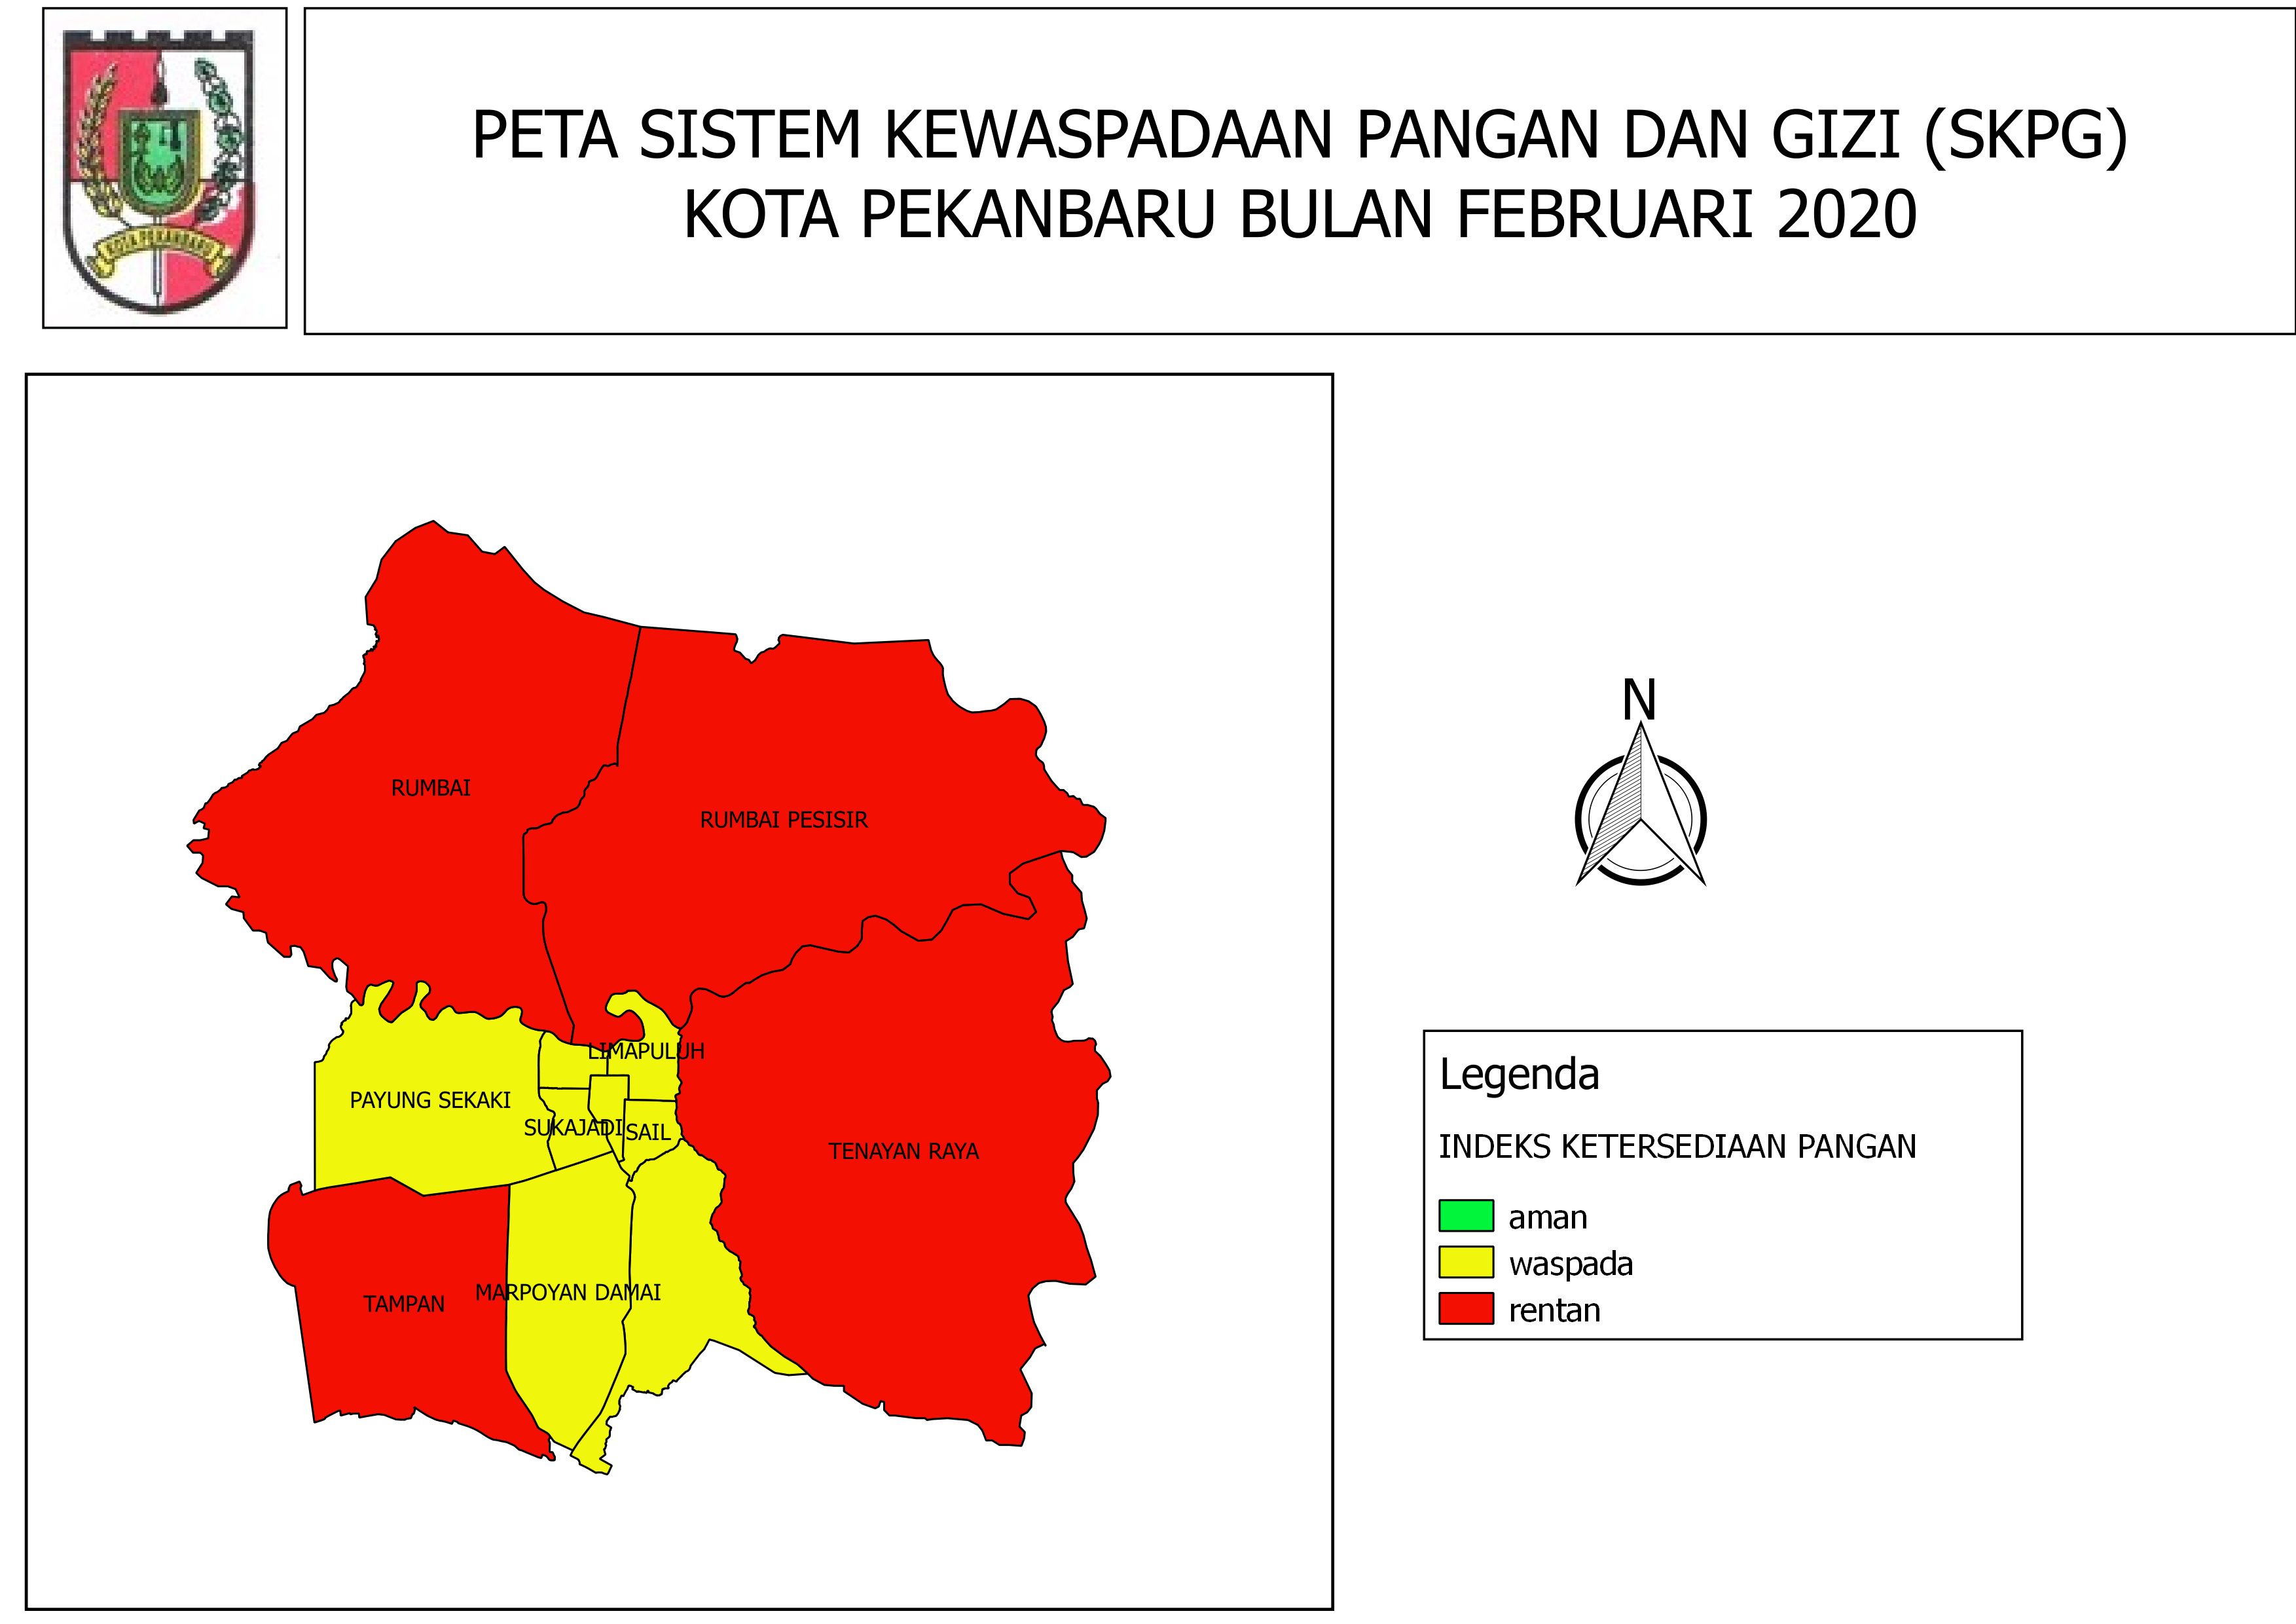 KOTA PEKANBARU
PETA SISTEM KEWASPADAAN PANGAN DAN GIZI (SKPG)
KOTA PEKANBARU BULAN FEBRUARI 2020
RUMBAI
RUMBAI PESISIR
LIMAPULUH
PAYUNG SEKAKI
SUKAJADI
SAIL
TENAYAN RAYA
MARPOYAN DAMAI
TAMPAN
N
Legenda
INDEKS KETERSEDIAAN PANGAN
aman
waspada
rentan